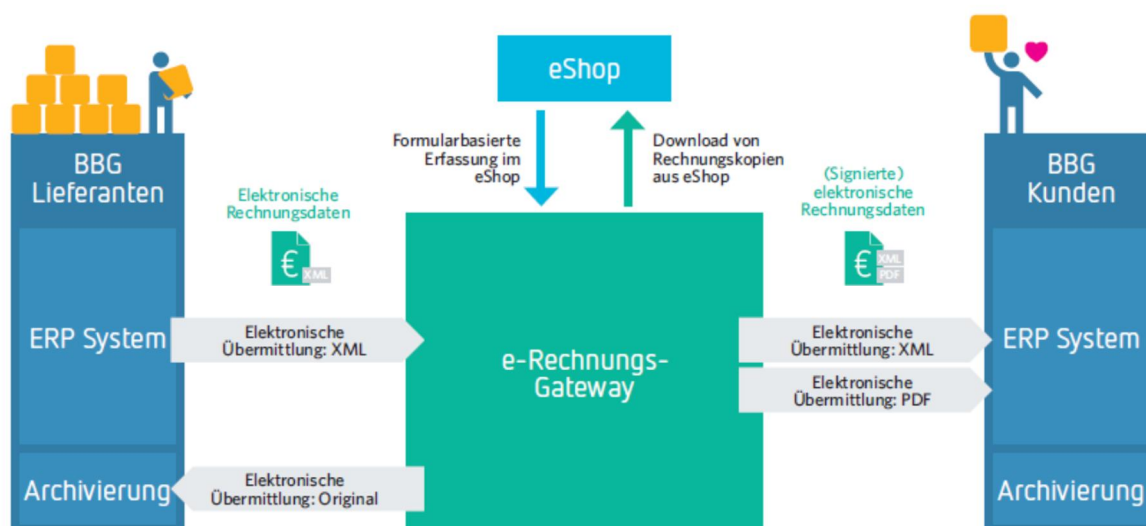 eShop
Formularbasierte
Erfassung im
eShop
Download von
Rechnungskopien
aus eShop
BBG
Lieferanten
Elektronische
Rechnungsdaten
€
XML
(Signierte)
elektronische
Rechnungsdaten
€
XML
PDF
BBG
Kunden
ERP System
Elektronische
Übermittlung: XML
e-Rechnungs-
Gateway
Elektronische
Übermittlung: XML
Elektronische
Übermittlung: PDF
ERP System
Archivierung
Elektronische
Übermittlung: Original
Archivierung